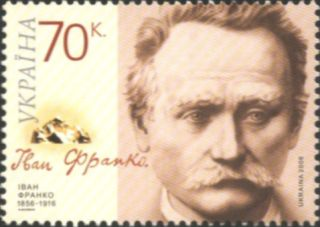 УКРАЇНА
70 К.
Іван Франко.
ІВАН
ФРАНКО
1856-1916
UKRAINA 2006